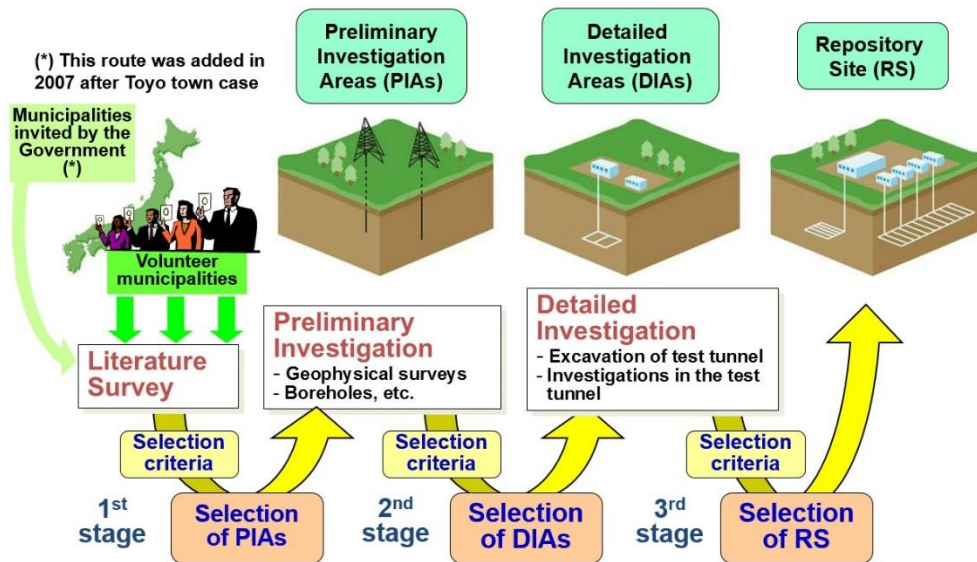 (*) This route was added in
2007 after Toyo town case
Municipalities
invited by the
Government
(*)
Volunteer
municipalities
Preliminary
Investigation
Areas (PIAs)
Detailed
Investigation
Areas (DIAs)
Repository
Site (RS)
Literature
Survey
Preliminary
Investigation
- Geophysical surveys
- Boreholes, etc.
Detailed
Investigation
- Excavation of test tunnel
- Investigations in the test
tunnel
Selection
criteria
Selection
criteria
Selection
criteria
1st
stage
Selection
of PIAs
2nd
stage
Selection
of DIAs
3rd
stage
Selection
of RS